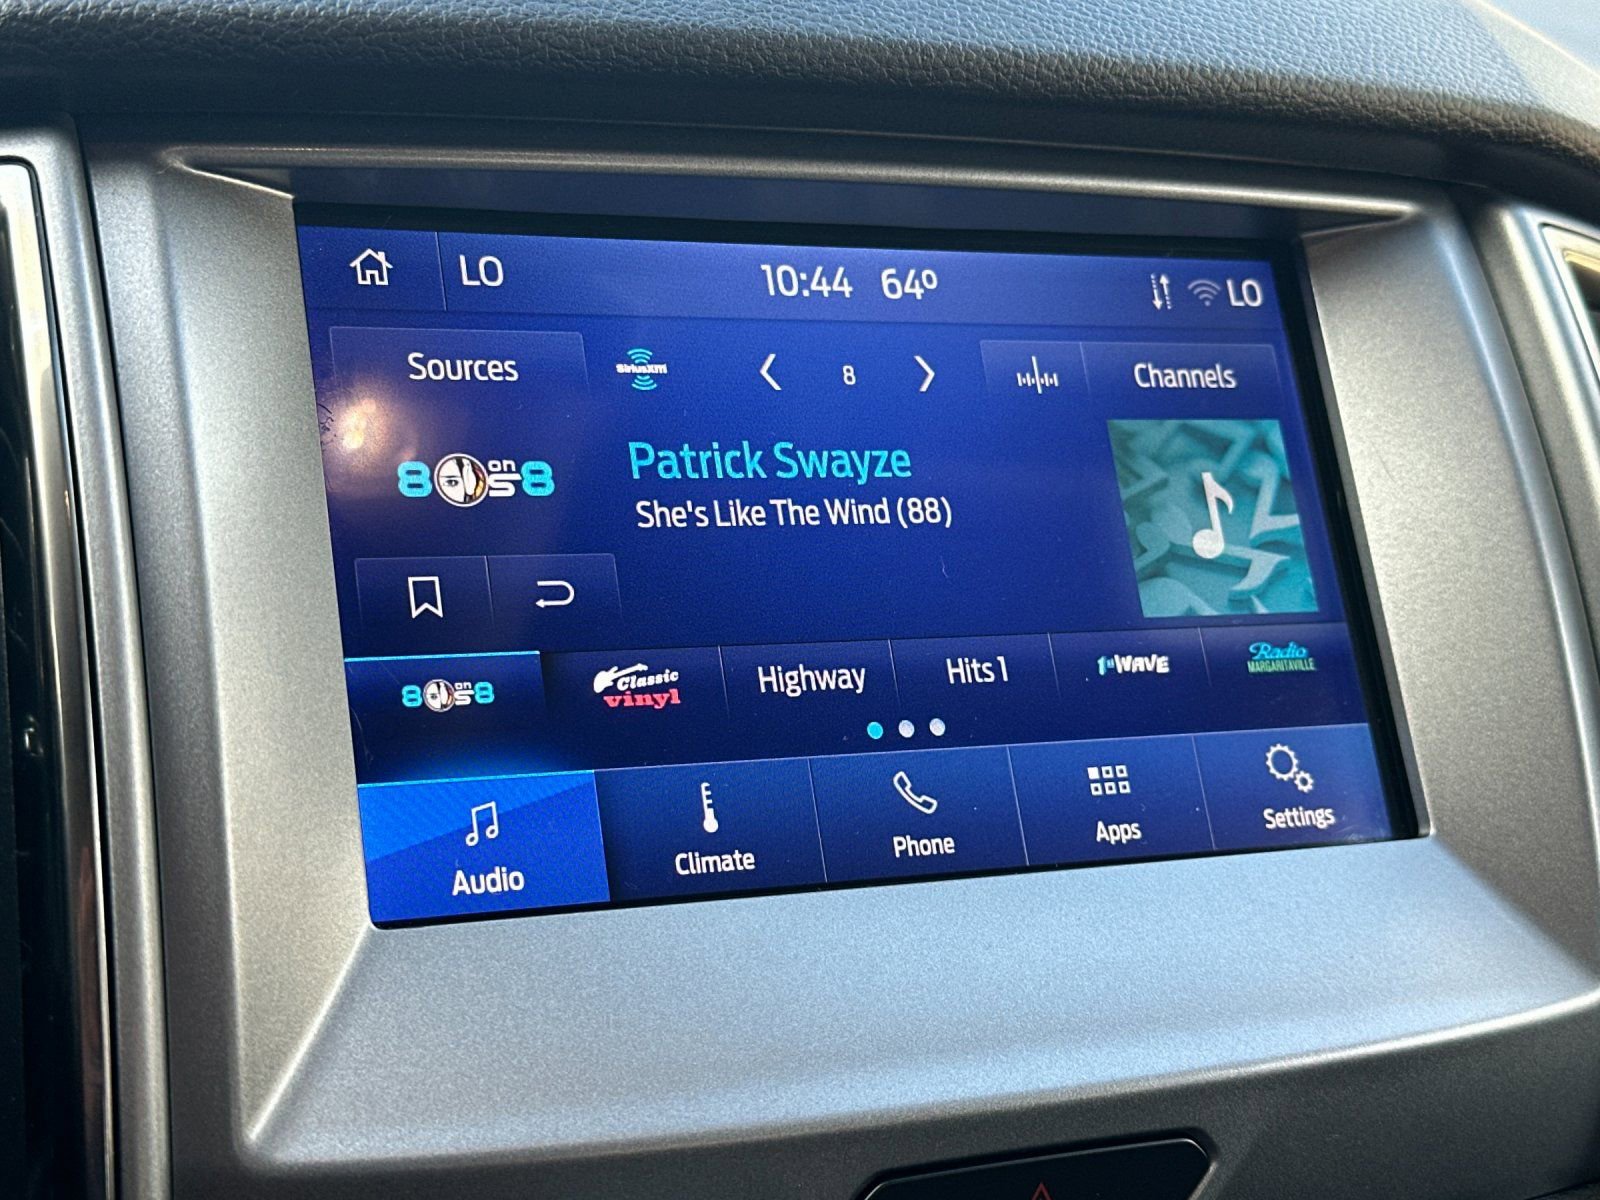 LO 10:44 64º LO
Sources SiriusXM 8 Channels
80s on 8
Patrick Swayze
She's Like The Wind (88)
80s on 8 Classic vinyl Highway Hits 1 1st WAVE Radio MARGARITAVILLE
Audio Climate Phone Apps Settings